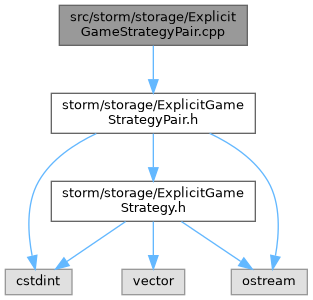 src/storm/storage/Explicit
GameStrategyPair.cpp
storm/storage/ExplicitGame
StrategyPair.h
storm/storage/ExplicitGame
Strategy.h
cstdint
vector
ostream